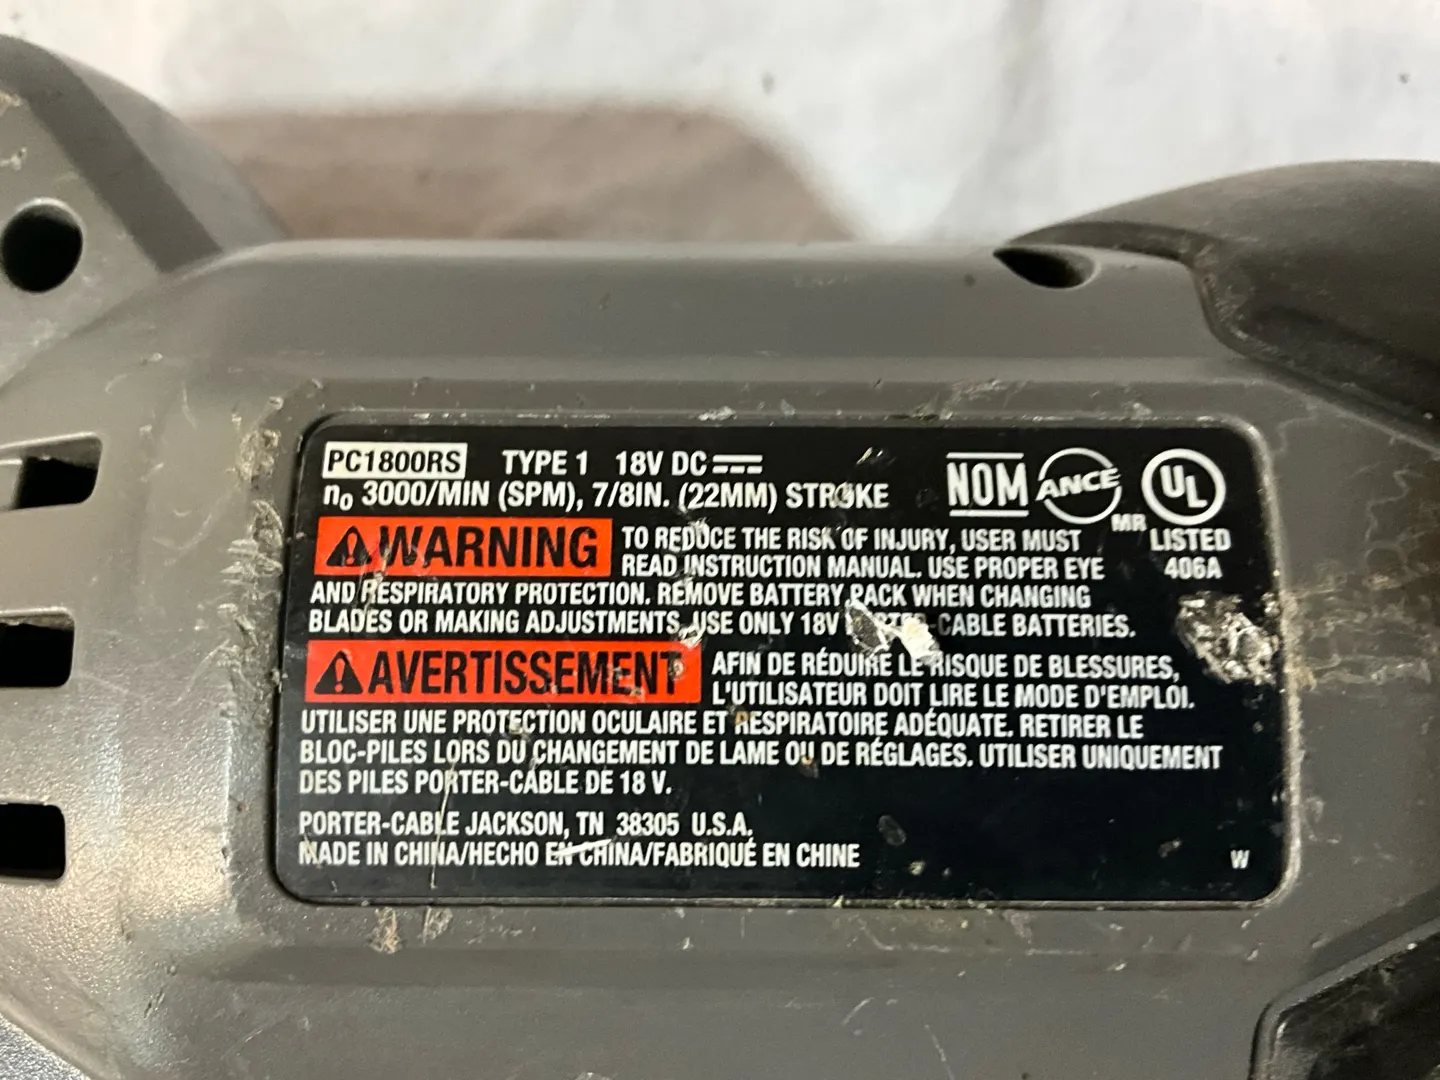 PC1800RS TYPE 1 18V DC
n₀ 3000/MIN (SPM), 7/8IN. (22MM) STROKE
NOM ANCE MR
UL LISTED
406A
WARNING TO REDUCE THE RISK OF INJURY, USER MUST
READ INSTRUCTION MANUAL. USE PROPER EYE
AND RESPIRATORY PROTECTION. REMOVE BATTERY PACK WHEN CHANGING
BLADES OR MAKING ADJUSTMENTS. USE ONLY 18V PORTER-CABLE BATTERIES.
AVERTISSEMENT AFIN DE RÉDUIRE LE RISQUE DE BLESSURES,
L'UTILISATEUR DOIT LIRE LE MODE D'EMPLOI.
UTILISER UNE PROTECTION OCULAIRE ET RESPIRATOIRE ADÉQUATE. RETIRER LE
BLOC-PILES LORS DU CHANGEMENT DE LAME OU DE RÉGLAGES. UTILISER UNIQUEMENT
DES PILES PORTER-CABLE DE 18 V.
PORTER-CABLE JACKSON, TN 38305 U.S.A.
MADE IN CHINA/HECHO EN CHINA/FABRIQUÉ EN CHINE
W